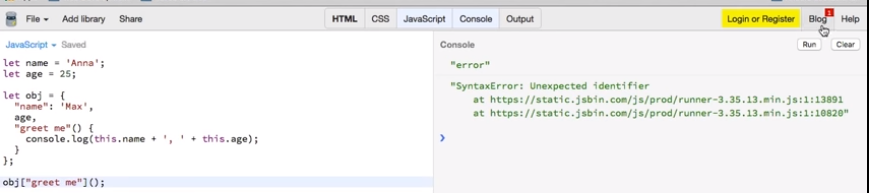 File Add library Share HTML CSS JavaScript Console Output Login or Register Blog 1 Help
JavaScript Saved
Console Run Clear
let name = 'Anna';
let age = 25;
let obj = {
"name": 'Max',
age,
"greet me"() {
console.log(this.name + ', ' + this.age);
}
};
obj["greet me"]();
"error"
"SyntaxError: Unexpected identifier
at https://static.jsbin.com/js/prod/runner-3.35.13.min.js:1:13891
at https://static.jsbin.com/js/prod/runner-3.35.13.min.js:1:10820"